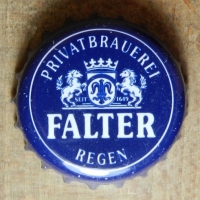 PRIVATBRAUEREI
SEIT 1649
FALTER
REGEN